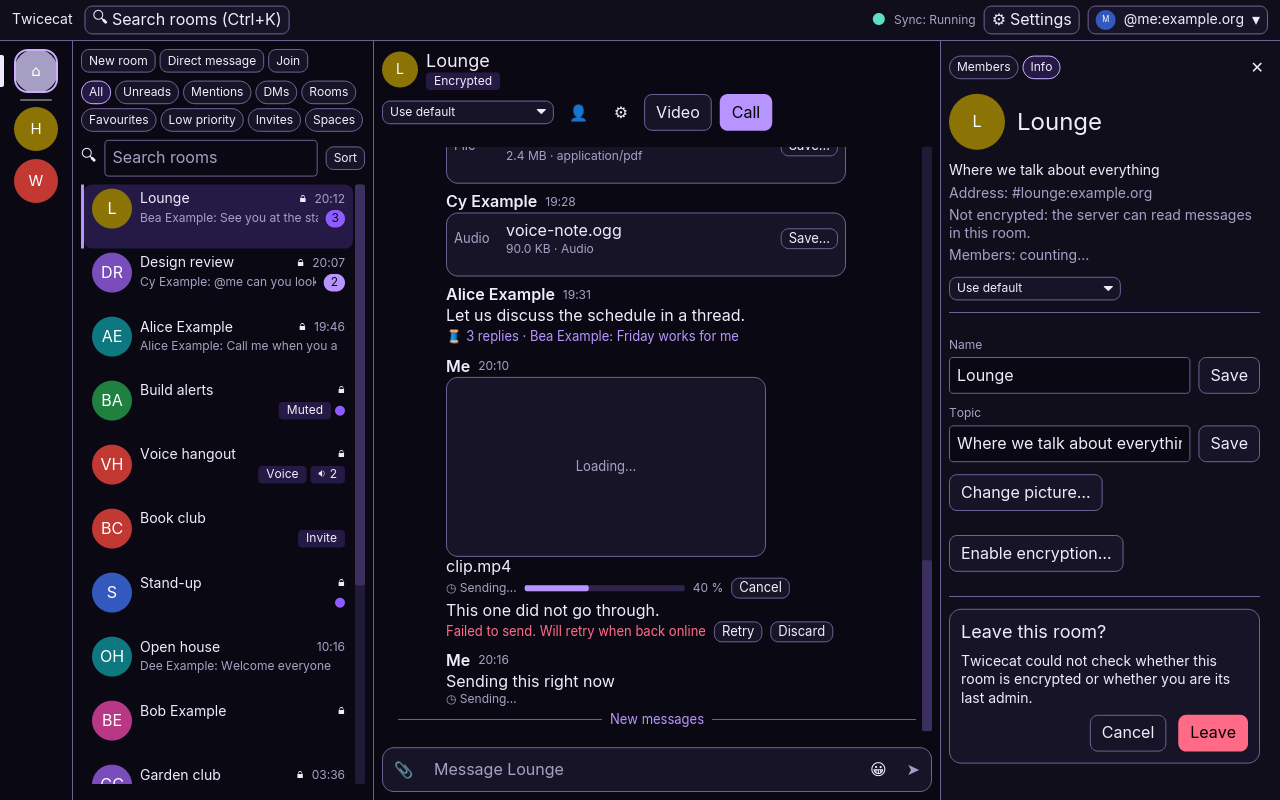 Twicecat
Search rooms (Ctrl+K)
Sync: Running
Settings
M
@me:example.org
H
W
New room
Direct message
Join
All
Unreads
Mentions
DMs
Rooms
Favourites
Low priority
Invites
Spaces
Search rooms
Sort
L
Lounge
20:12
Bea Example: See you at the sta
3
DR
Design review
20:07
Cy Example: @me can you look
2
AE
Alice Example
19:46
Alice Example: Call me when you a
BA
Build alerts
Muted
VH
Voice hangout
Voice
2
BC
Book club
Invite
S
Stand-up
OH
Open house
10:16
Dee Example: Welcome everyone
BE
Bob Example
GC
Garden club
03:36
L
Lounge
Encrypted
Use default
Video
Call
File
2.4 MB · application/pdf
Save...
Cy Example 19:28
Audio
voice-note.ogg
90.0 KB · Audio
Save...
Alice Example 19:31
Let us discuss the schedule in a thread.
3 replies · Bea Example: Friday works for me
Me 20:10
Loading...
clip.mp4
Sending...
40 %
Cancel
This one did not go through.
Failed to send. Will retry when back online
Retry
Discard
Me 20:16
Sending this right now
Sending...
New messages
Message Lounge
Members
Info
L
Lounge
Where we talk about everything
Address: #lounge:example.org
Not encrypted: the server can read messages
in this room.
Members: counting...
Use default
Name
Lounge
Save
Topic
Where we talk about everythin
Save
Change picture...
Enable encryption...
Leave this room?
Twicecat could not check whether this
room is encrypted or whether you are its
last admin.
Cancel
Leave